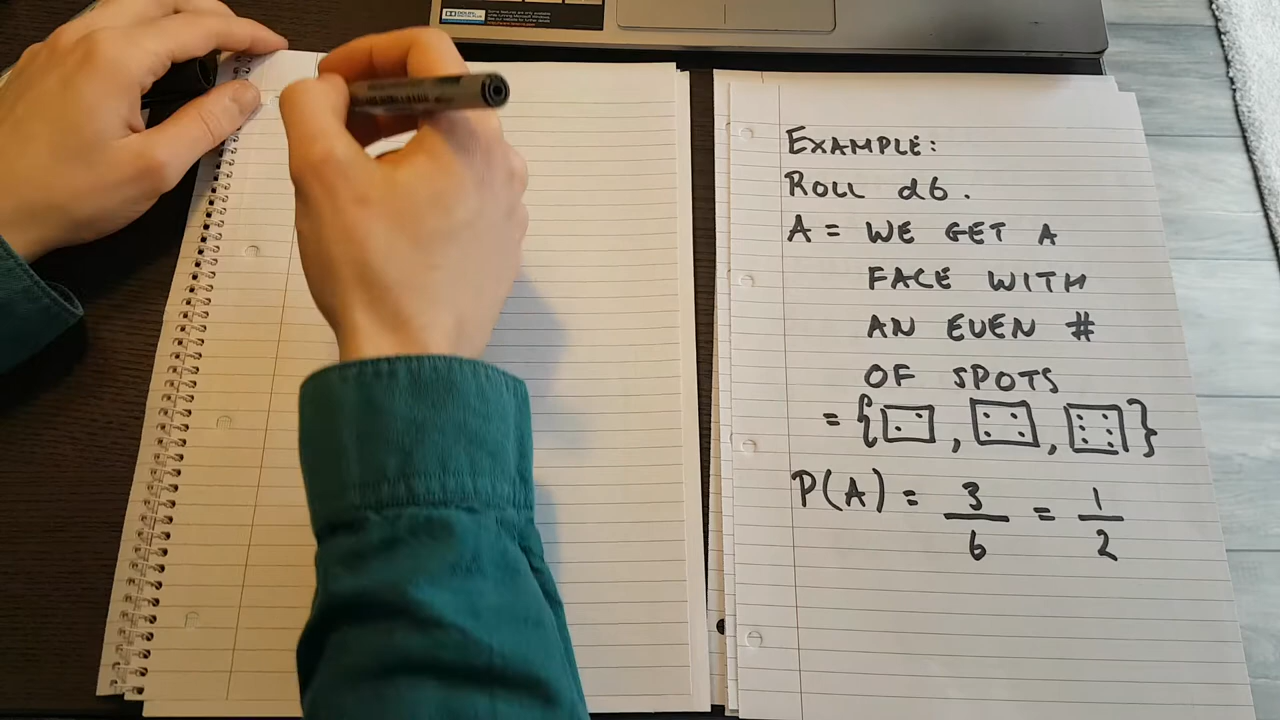 EXAMPLE:
ROLL d6.
A = WE GET A
FACE WITH
AN EVEN #
OF SPOTS
= { , , }
P(A) = 3/6 = 1/2